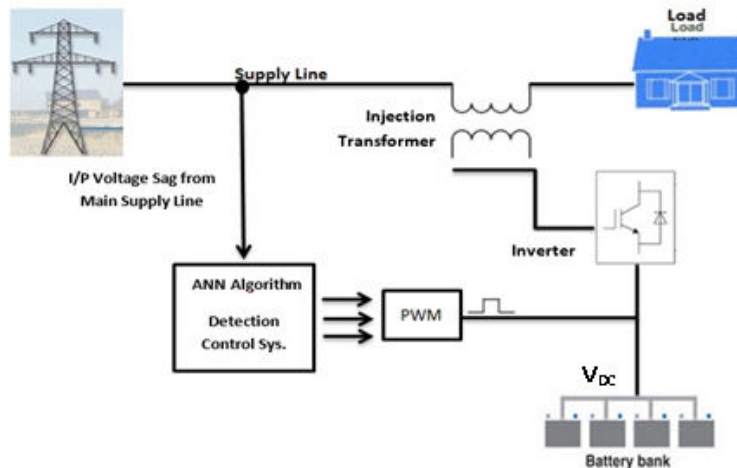 Load
Load
Supply Line
Injection
Transformer
I/P Voltage Sag from
Main Supply Line
Inverter
ANN Algorithm
Detection
Control Sys.
PWM
VDC
Battery bank